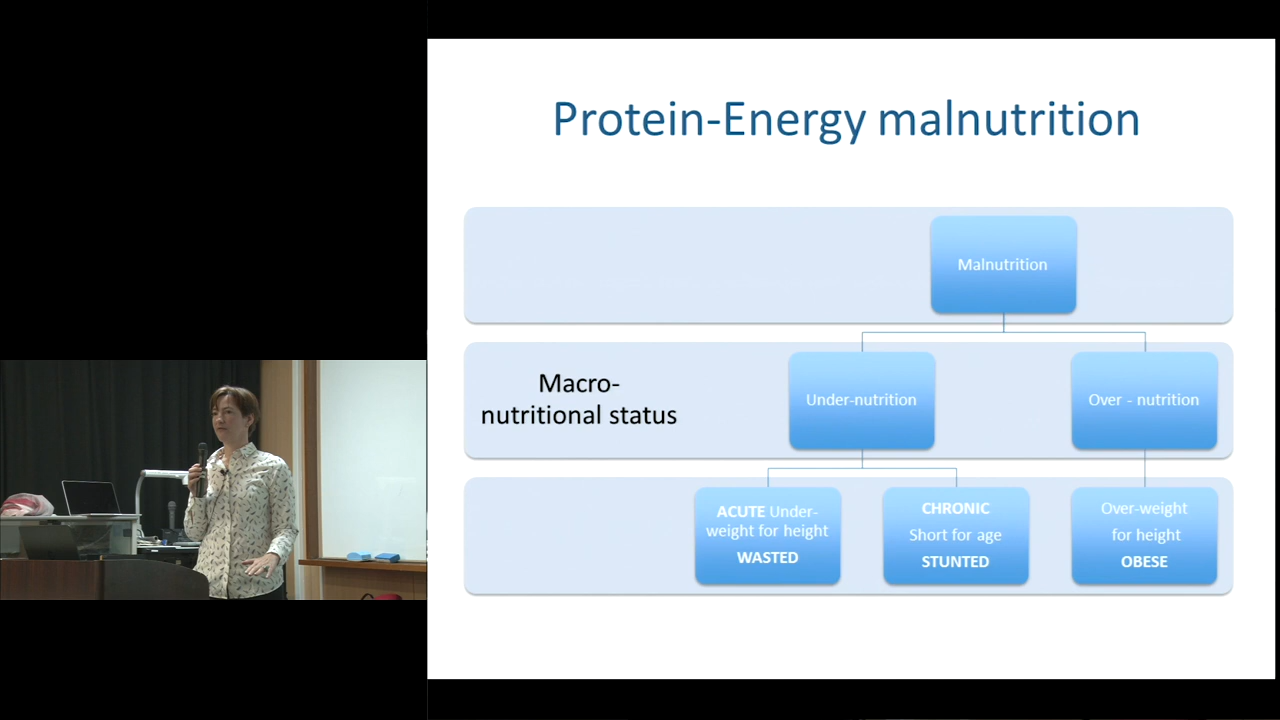 Protein-Energy malnutrition
Malnutrition
Macro-
nutritional status
Under-nutrition
Over - nutrition
ACUTE Under-
weight for height
WASTED
CHRONIC
Short for age
STUNTED
Over-weight
for height
OBESE